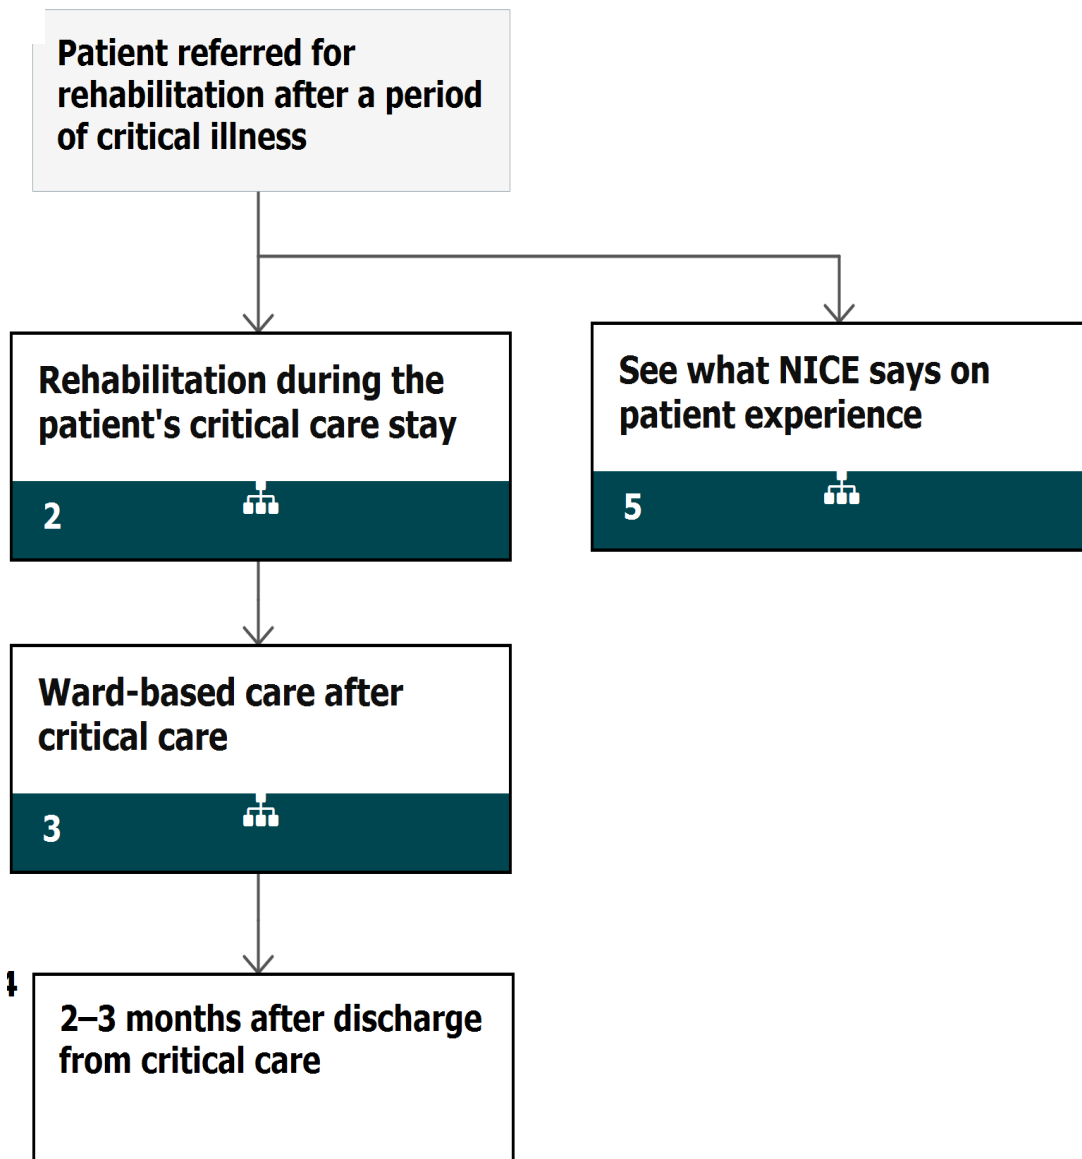 Patient referred for
rehabilitation after a period
of critical illness
Rehabilitation during the
patient's critical care stay
2
See what NICE says on
patient experience
5
Ward-based care after
critical care
3
4
2–3 months after discharge
from critical care